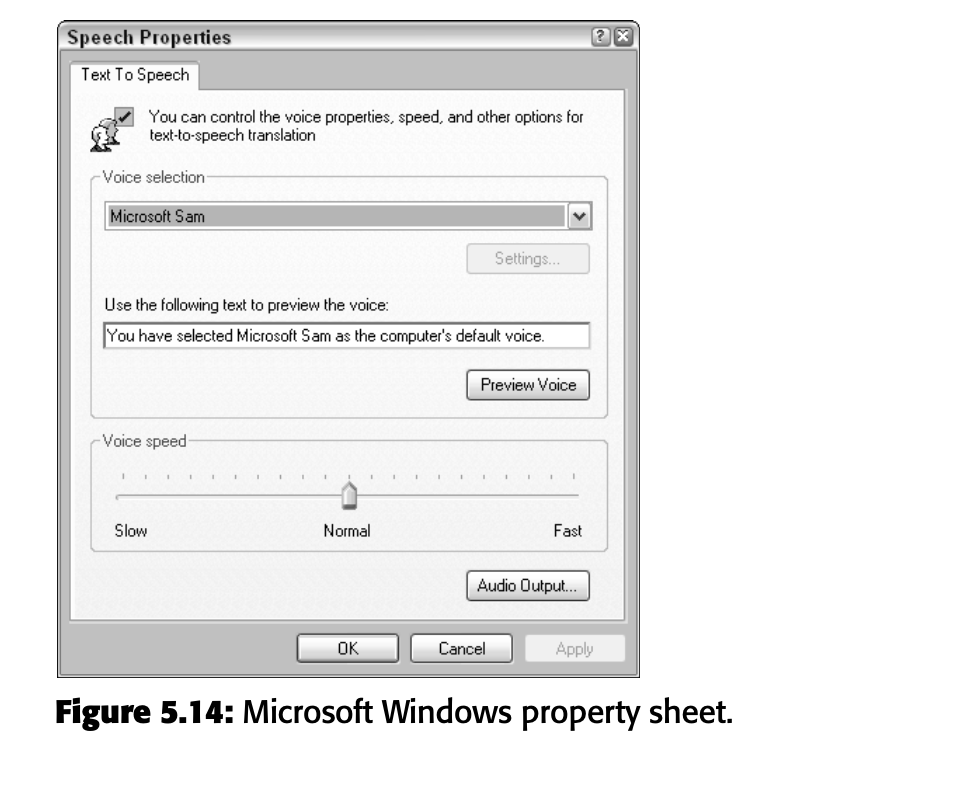 Speech Properties
Text To Speech
You can control the voice properties, speed, and other options for
text-to-speech translation
Voice selection
Microsoft Sam
Settings...
Use the following text to preview the voice:
You have selected Microsoft Sam as the computer's default voice.
Preview Voice
Voice speed
Slow Normal Fast
Audio Output...
OK Cancel Apply
Figure 5.14: Microsoft Windows property sheet.